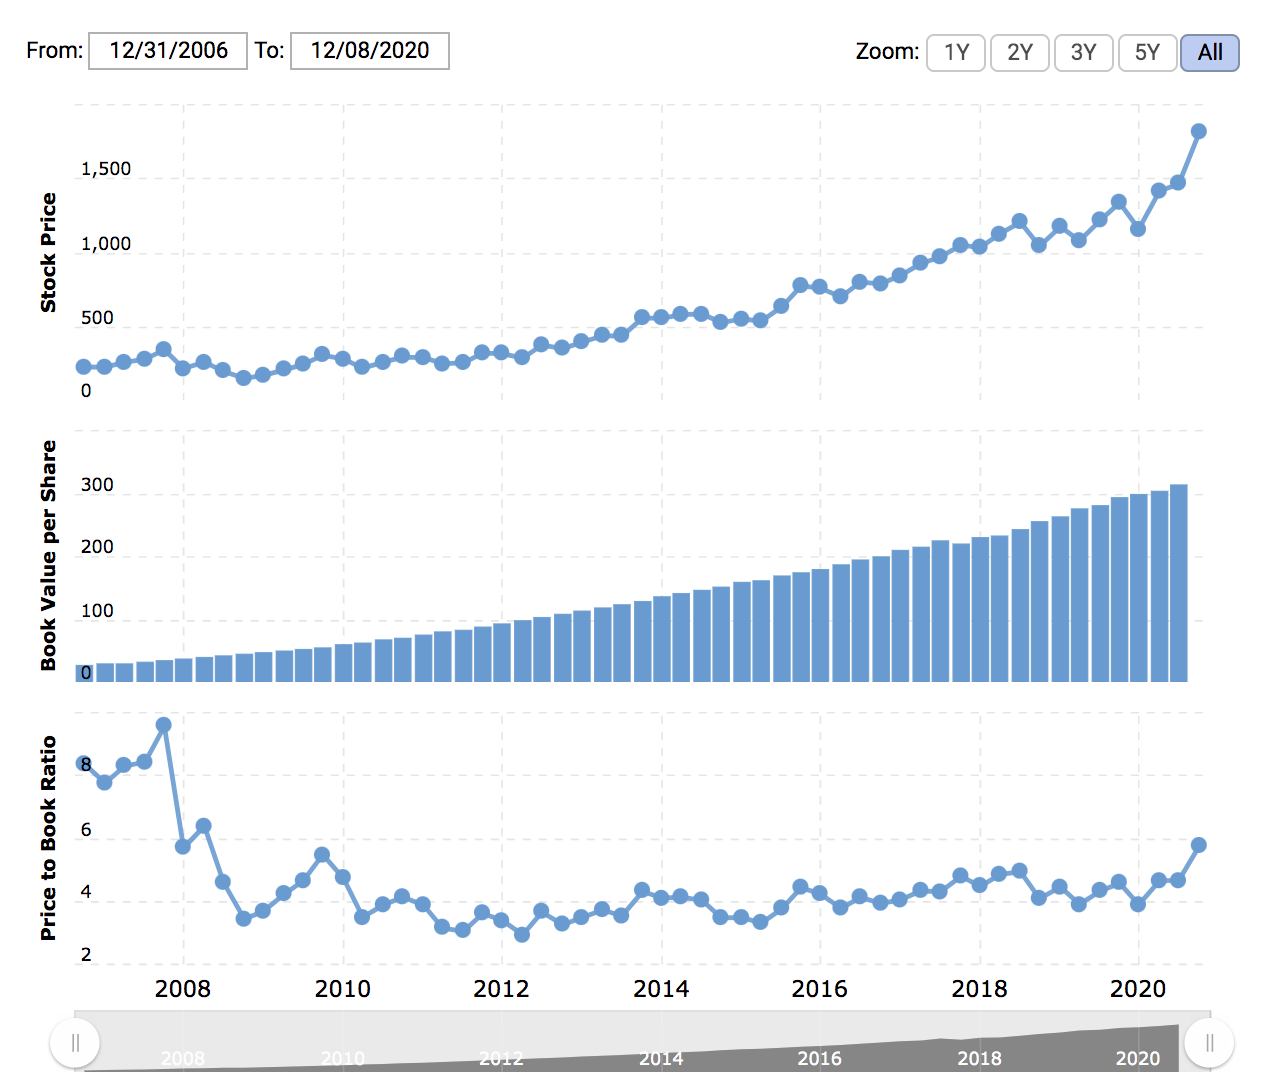 From: 12/31/2006 To: 12/08/2020 Zoom: 1Y 2Y 3Y 5Y All
Stock Price
1,500
1,000
500
0
Book Value per Share
300
200
100
0
Price to Book Ratio
8
6
4
2
2008 2010 2012 2014 2016 2018 2020
2008 2010 2012 2014 2016 2018 2020